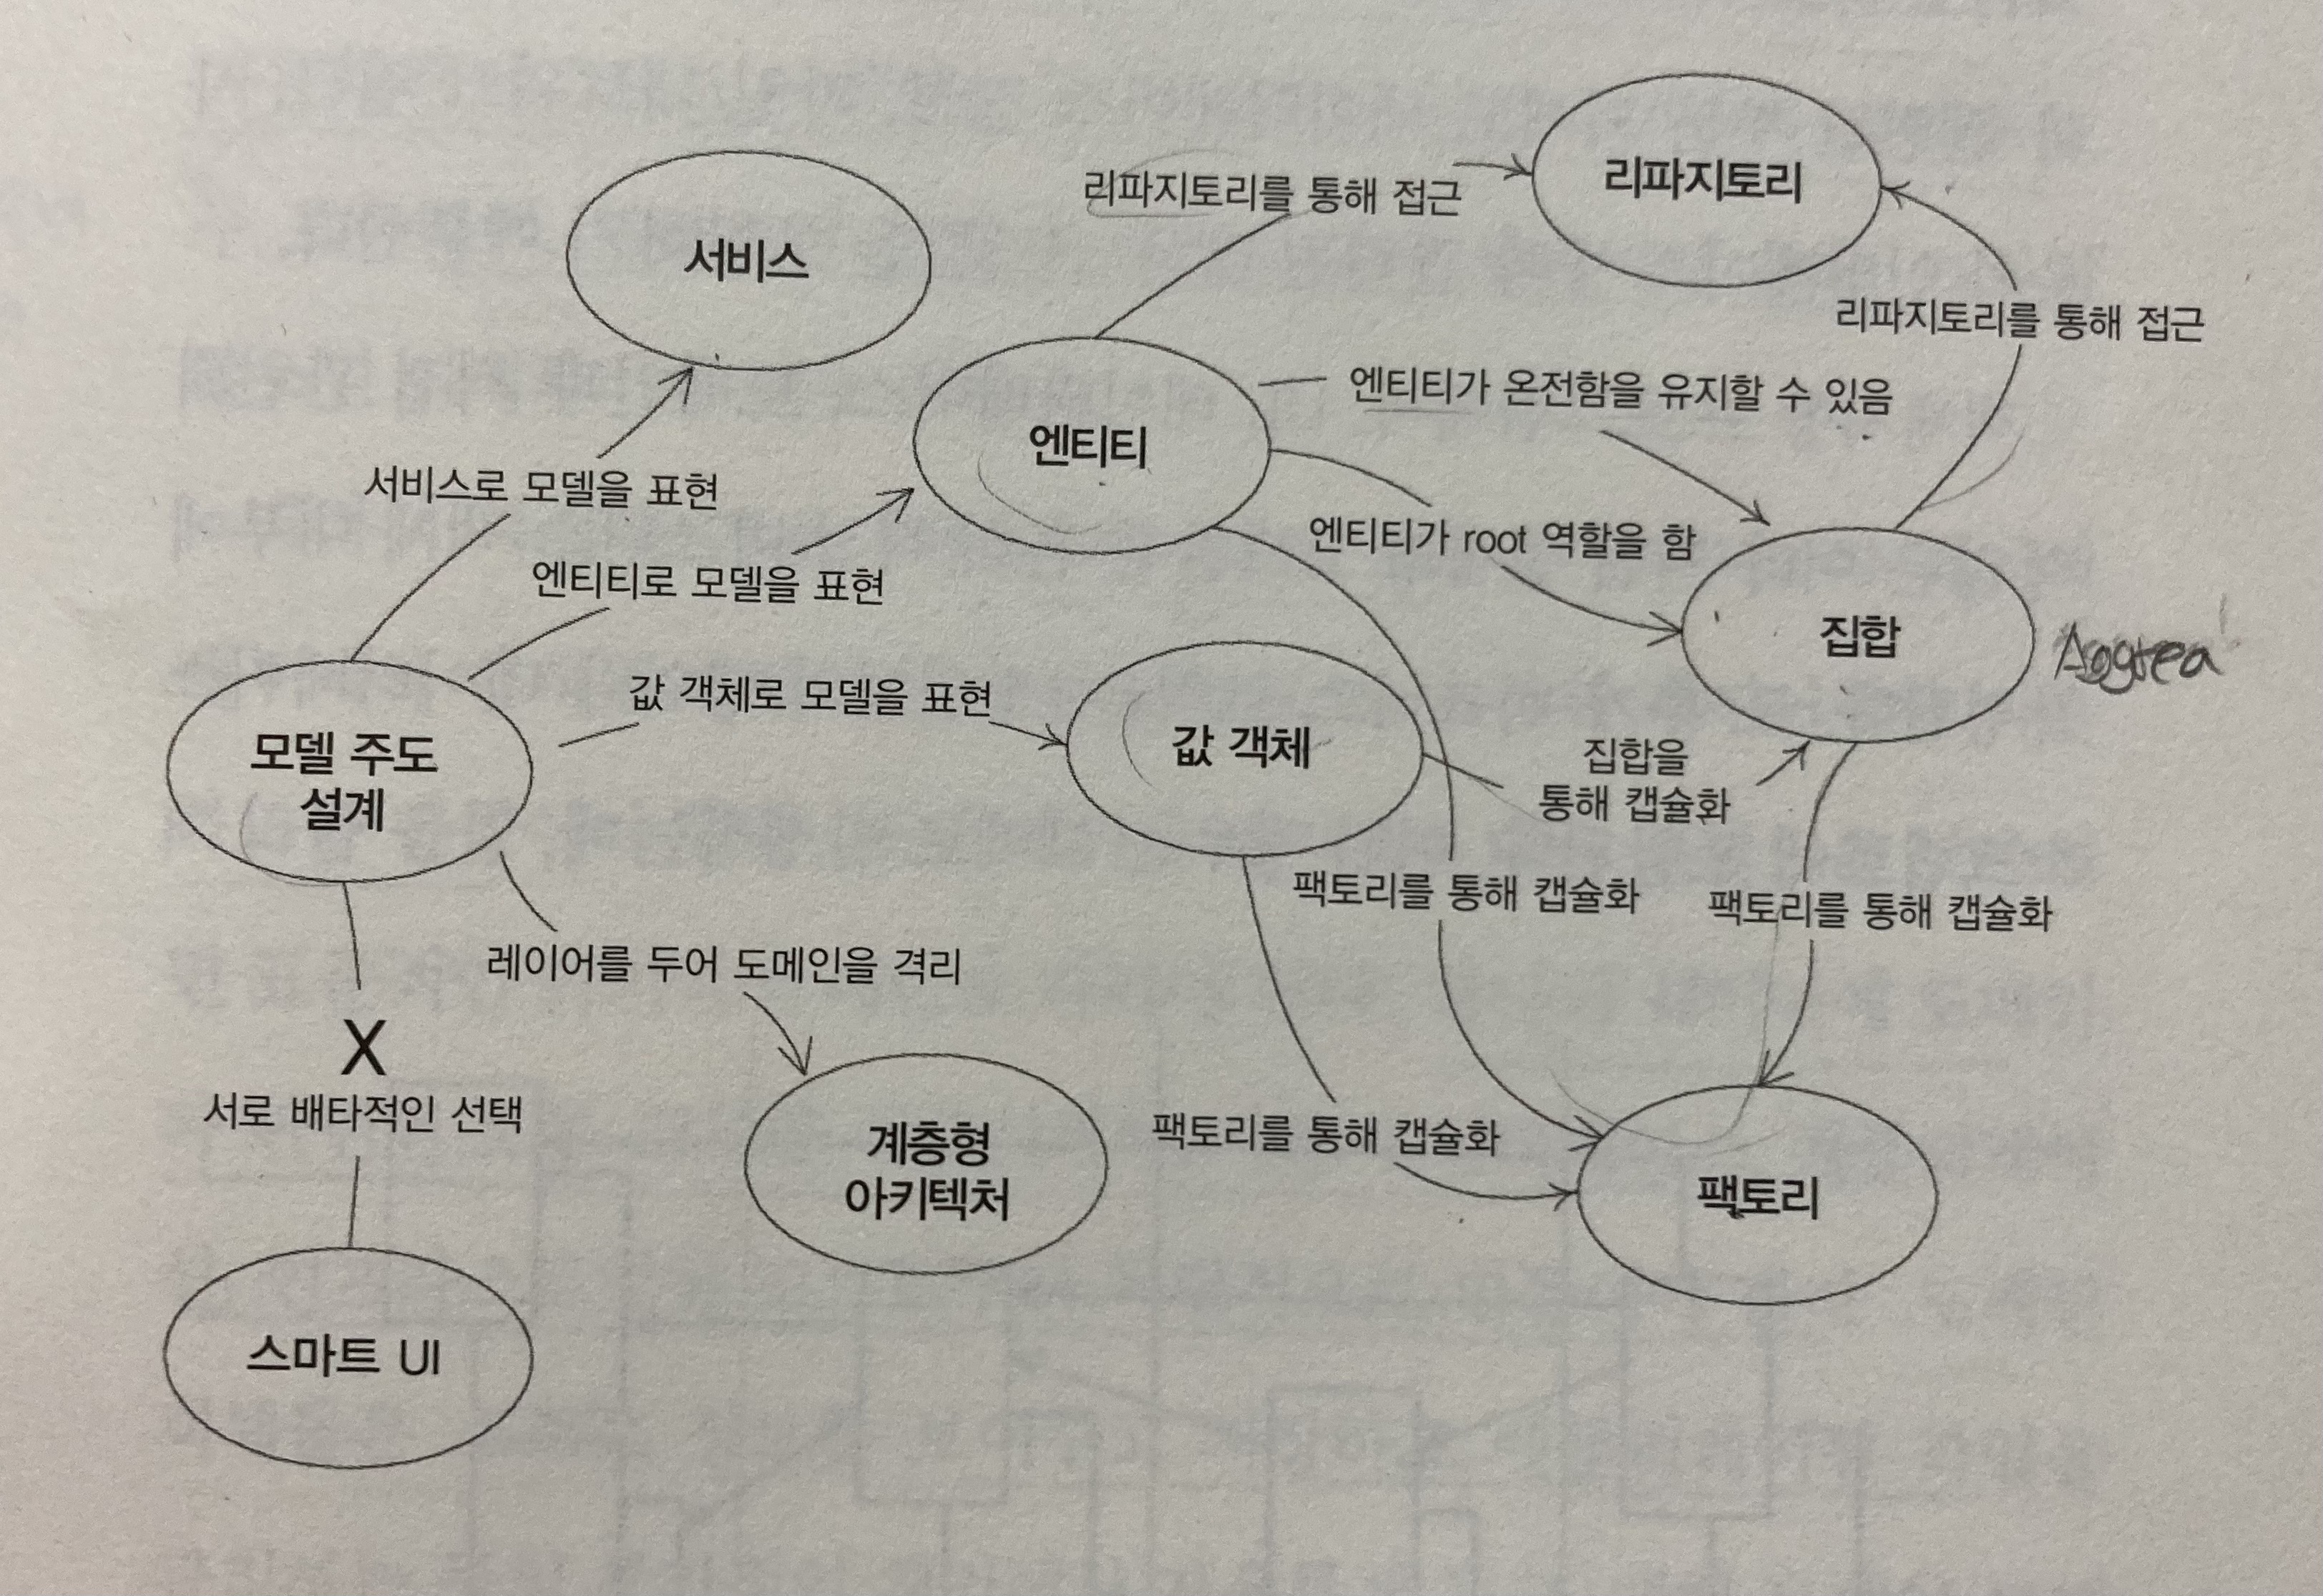 리파지토리
리파지토리를 통해 접근
서비스
리파지토리를 통해 접근
엔티티가 온전함을 유지할 수 있음
엔티티
서비스로 모델을 표현
엔티티가 root 역할을 함
엔티티로 모델을 표현
집합
Aggrea
값 객체로 모델을 표현
모델 주도
설계
값 객체
집합을
통해 캡슐화
팩토리를 통해 캡슐화
팩토리를 통해 캡슐화
레이어를 두어 도메인을 격리
X
서로 배타적인 선택
팩토리를 통해 캡슐화
계층형
아키텍처
팩토리
스마트 UI